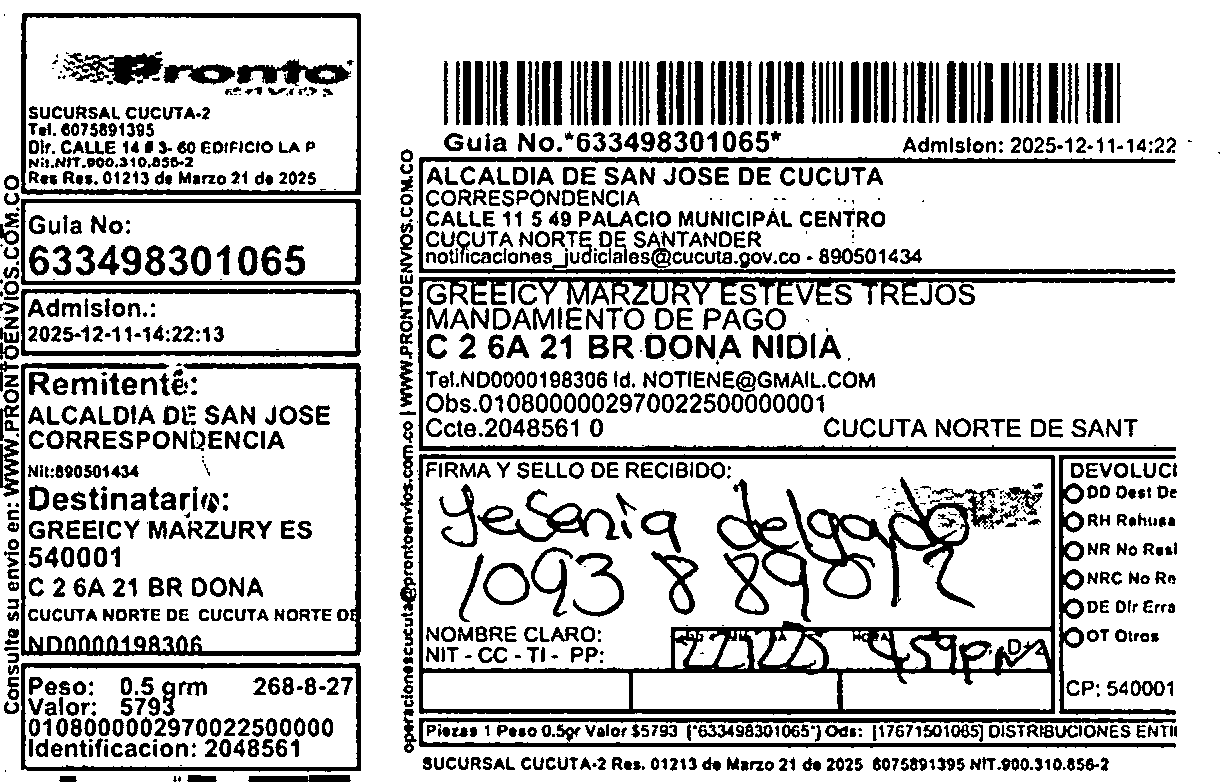 Pronto
envios
SUCURSAL CUCUTA-2
Tel. 6075891395
Dir. CALLE 14 # 3- 60 EDIFICIO LA P
Nit.NIT.900.310.856-2
Res Res. 01213 de Marzo 21 de 2025
Guia No:
633498301065
Admision.:
2025-12-11-14:22:13
Remitente:
ALCALDIA DE SAN JOSE
CORRESPONDENCIA
Nit:890501434
Destinatario:
GREEICY MARZURY ES
540001
C 2 6A 21 BR DONA
CUCUTA NORTE DE CUCUTA NORTE DE
ND0000198306
Peso: 0.5 grm 268-8-27
Valor: 5793
01080000029700225000000
Identificacion: 2048561
Consulte su envio en: WWW.PRONTOENVIOS.COM.CO
operacionescucuta@prontoenvios.com.co | WWW.PRONTOENVIOS.COM.CO
Guia No.*633498301065*
Admision: 2025-12-11-14:22
ALCALDIA DE SAN JOSE DE CUCUTA
CORRESPONDENCIA
CALLE 11 5 49 PALACIO MUNICIPAL CENTRO
CUCUTA NORTE DE SANTANDER
notificaciones_judiciales@cucuta.gov.co - 890501434
GREEICY MARZURY ESTEVES TREJOS
MANDAMIENTO DE PAGO
C 2 6A 21 BR DONA NIDIA
Tel.ND0000198306 Id. NOTIENE@GMAIL.COM
Obs.010800000297002250000001
Ccte.2048561 0 CUCUTA NORTE DE SANT
FIRMA Y SELLO DE RECIBIDO:
yesenia delgado
1093889012
NOMBRE CLARO:
NIT - CC - TI - PP:
HORA
459pm D+2
DEVOLUCI
DD Dest De
RH Rehusa
NR No Resi
NRC No Re
DE Dir Erra
OT Otros
CP: 540001
Piezas 1 Peso 0.5gr Valor $5793 (*633498301065*) Ods: [17671501085] DISTRIBUCIONES ENTI
SUCURSAL CUCUTA-2 Res. 01213 de Marzo 21 de 2025 6075891395 NIT.900.310.856-2